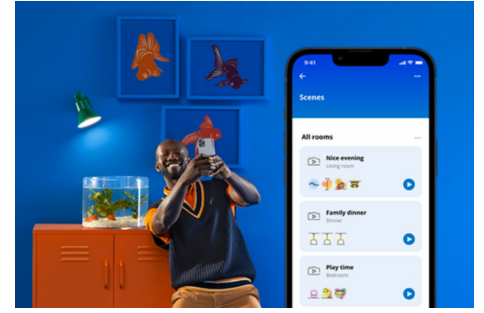 9:41
Scenes
All rooms
Nice evening
Living room
Family dinner
Dinner
Play time
Bedroom